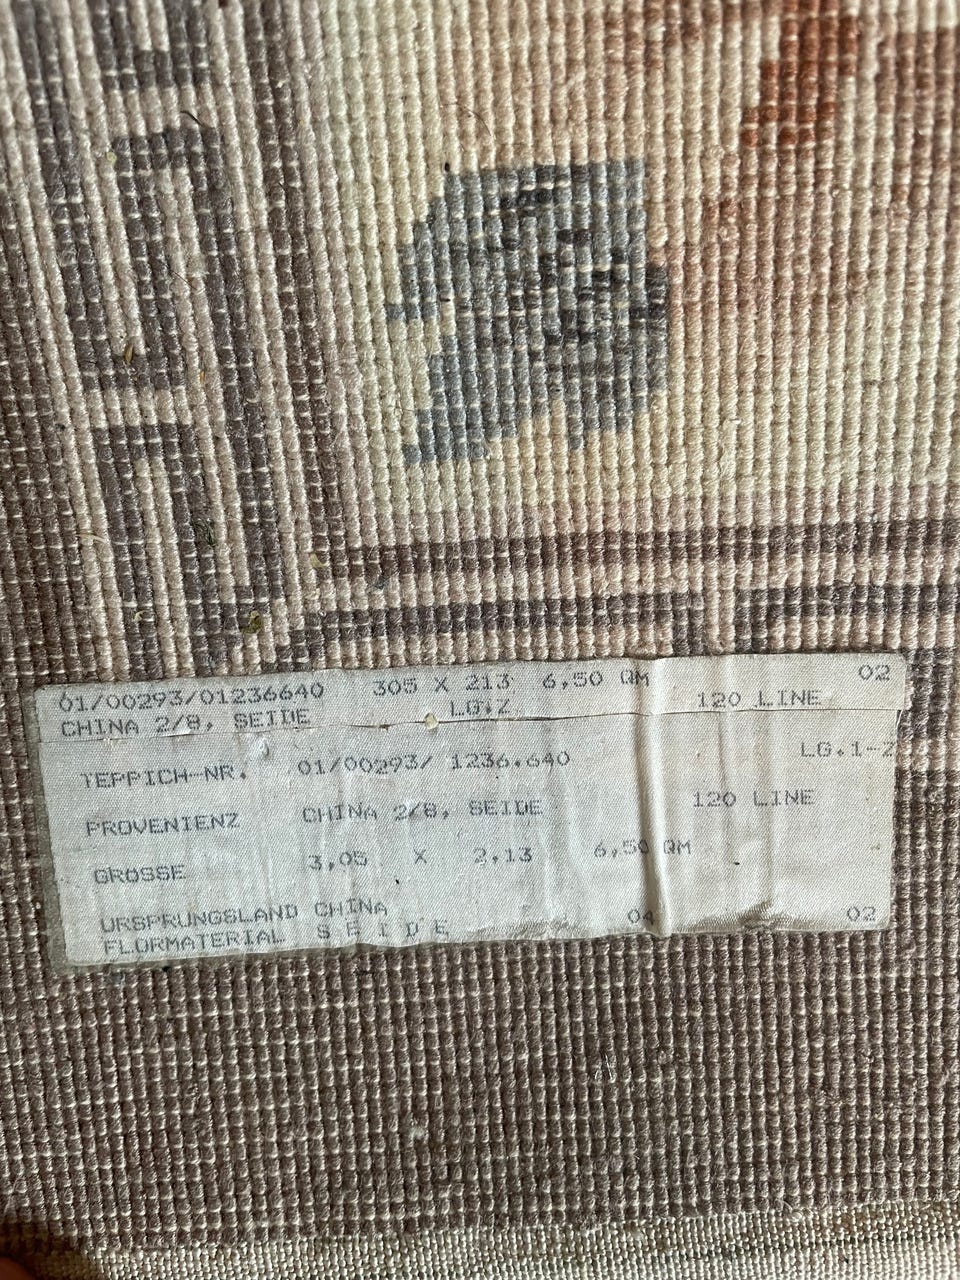 01/00293/01236640 305 X 213 6,50 QM 02
CHINA 2/8, SEIDE LG.Z 120 LINE
LG.1-Z
TEPPICH-NR. 01/00293/ 1236.640
PROVENIENZ CHINA 2/8, SEIDE 120 LINE
GROSSE 3,05 X 2,13 6,50 QM
URSPRUNGSLAND CHINA 04 02
FLORMATERIAL S E I D E